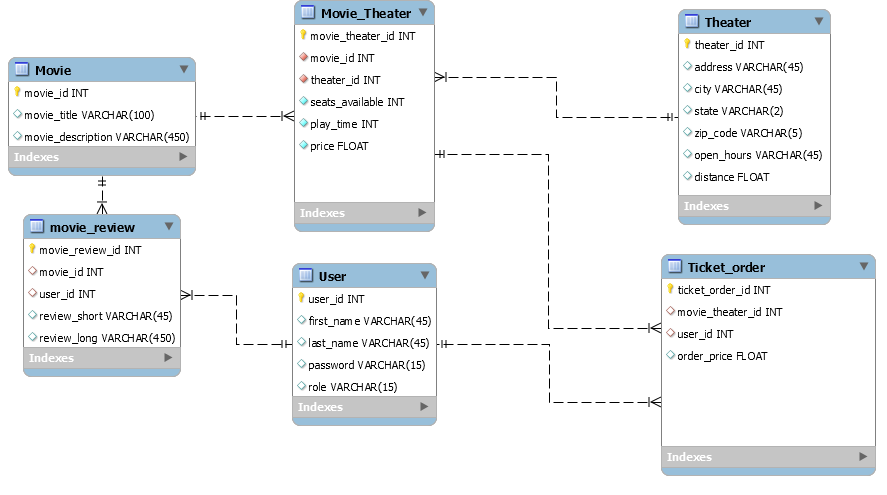 Movie
movie_id INT
movie_title VARCHAR(100)
movie_description VARCHAR(450)
Indexes
Movie_Theater
movie_theater_id INT
movie_id INT
theater_id INT
seats_available INT
play_time INT
price FLOAT
Indexes
Theater
theater_id INT
address VARCHAR(45)
city VARCHAR(45)
state VARCHAR(2)
zip_code VARCHAR(5)
open_hours VARCHAR(45)
distance FLOAT
Indexes
movie_review
movie_review_id INT
movie_id INT
user_id INT
review_short VARCHAR(45)
review_long VARCHAR(450)
Indexes
User
user_id INT
first_name VARCHAR(45)
last_name VARCHAR(45)
password VARCHAR(15)
role VARCHAR(15)
Indexes
Ticket_order
ticket_order_id INT
movie_theater_id INT
user_id INT
order_price FLOAT
Indexes